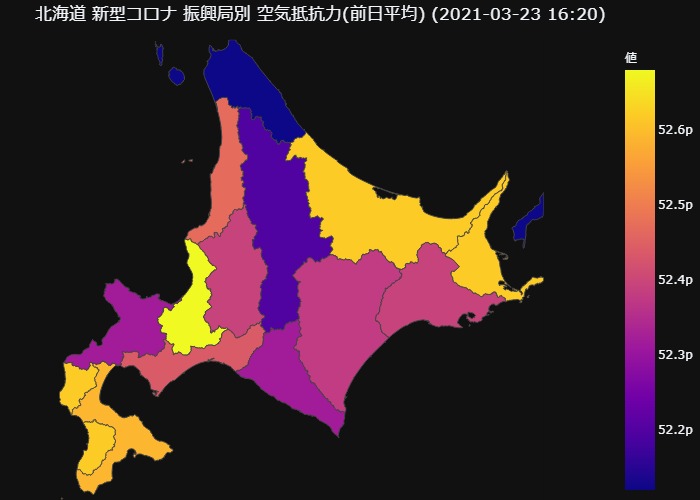 北海道 新型コロナ 振興局別 空気抵抗力(前日平均) (2021-03-23 16:20)
値
52.6p
52.5p
52.4p
52.3p
52.2p